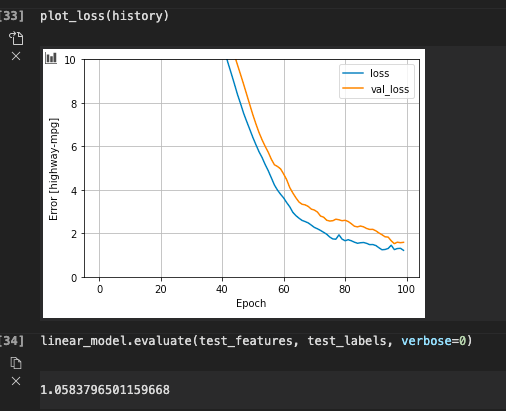 [33]
plot_loss(history)
10
8
6
4
2
0
Error [highway-mpg]
loss
val_loss
0
20
40
60
80
100
Epoch
[34]
linear_model.evaluate(test_features, test_labels, verbose=0)
1.0583796501159668